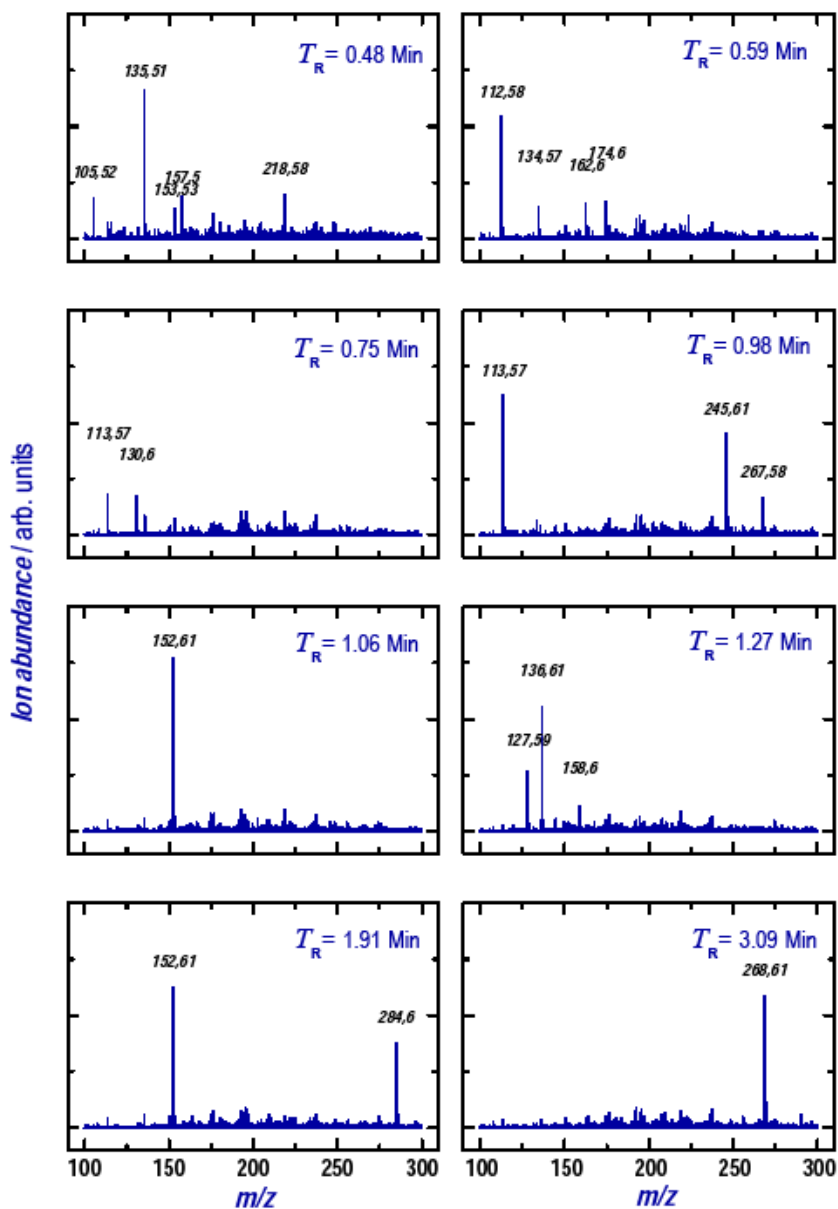 T_R = 0.48 Min
135,51
105,52
157,5
153,53
218,58
T_R = 0.59 Min
112,58
134,57
174,6
162,6
T_R = 0.75 Min
113,57
130,6
T_R = 0.98 Min
113,57
245,61
267,58
Ion abundance / arb. units
T_R = 1.06 Min
152,61
T_R = 1.27 Min
136,61
127,59
158,6
T_R = 1.91 Min
152,61
284,6
T_R = 3.09 Min
268,61
100 150 200 250 300
m/z
100 150 200 250 300
m/z